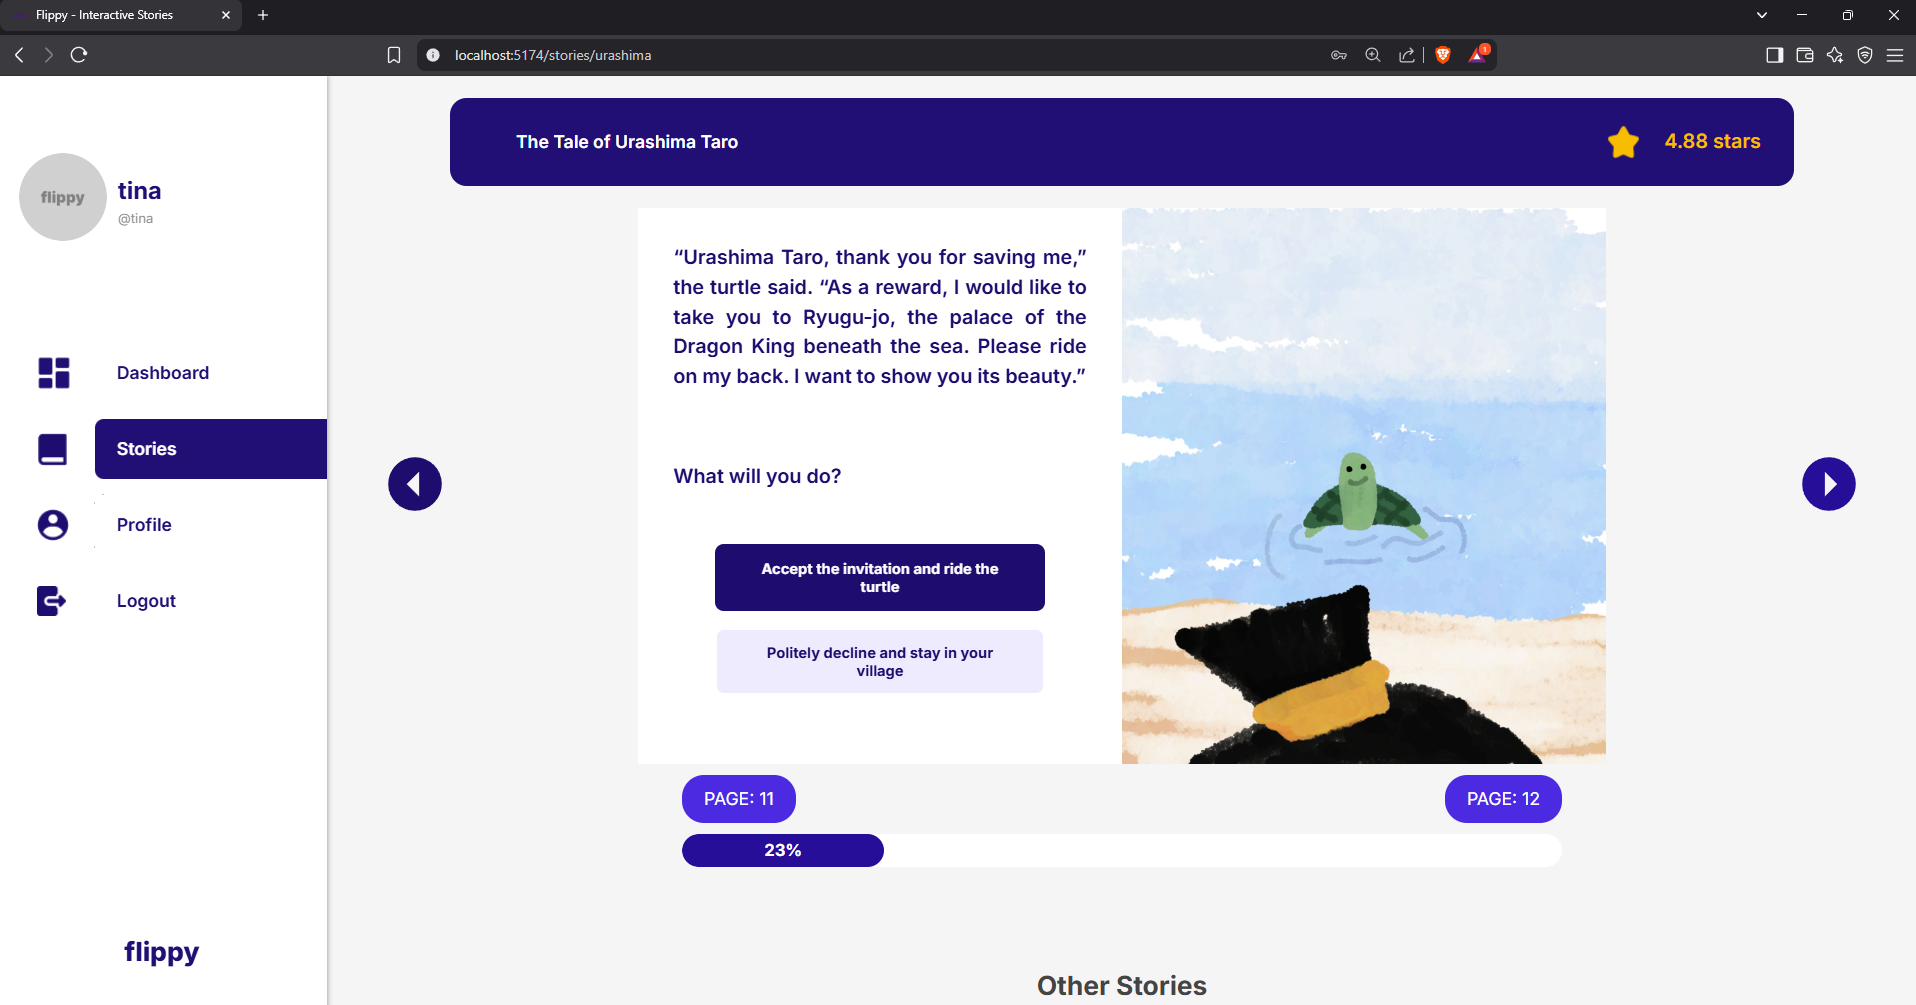 Flippy - Interactive Stories
localhost:5174/stories/urashima
1
flippy
tina
@tina
Dashboard
Stories
Profile
Logout
flippy
The Tale of Urashima Taro
4.88 stars
“Urashima Taro, thank you for saving me,”
the turtle said. “As a reward, I would like to
take you to Ryugu-jo, the palace of the
Dragon King beneath the sea. Please ride
on my back. I want to show you its beauty.”
What will you do?
Accept the invitation and ride the
turtle
Politely decline and stay in your
village
PAGE: 11
PAGE: 12
23%
Other Stories